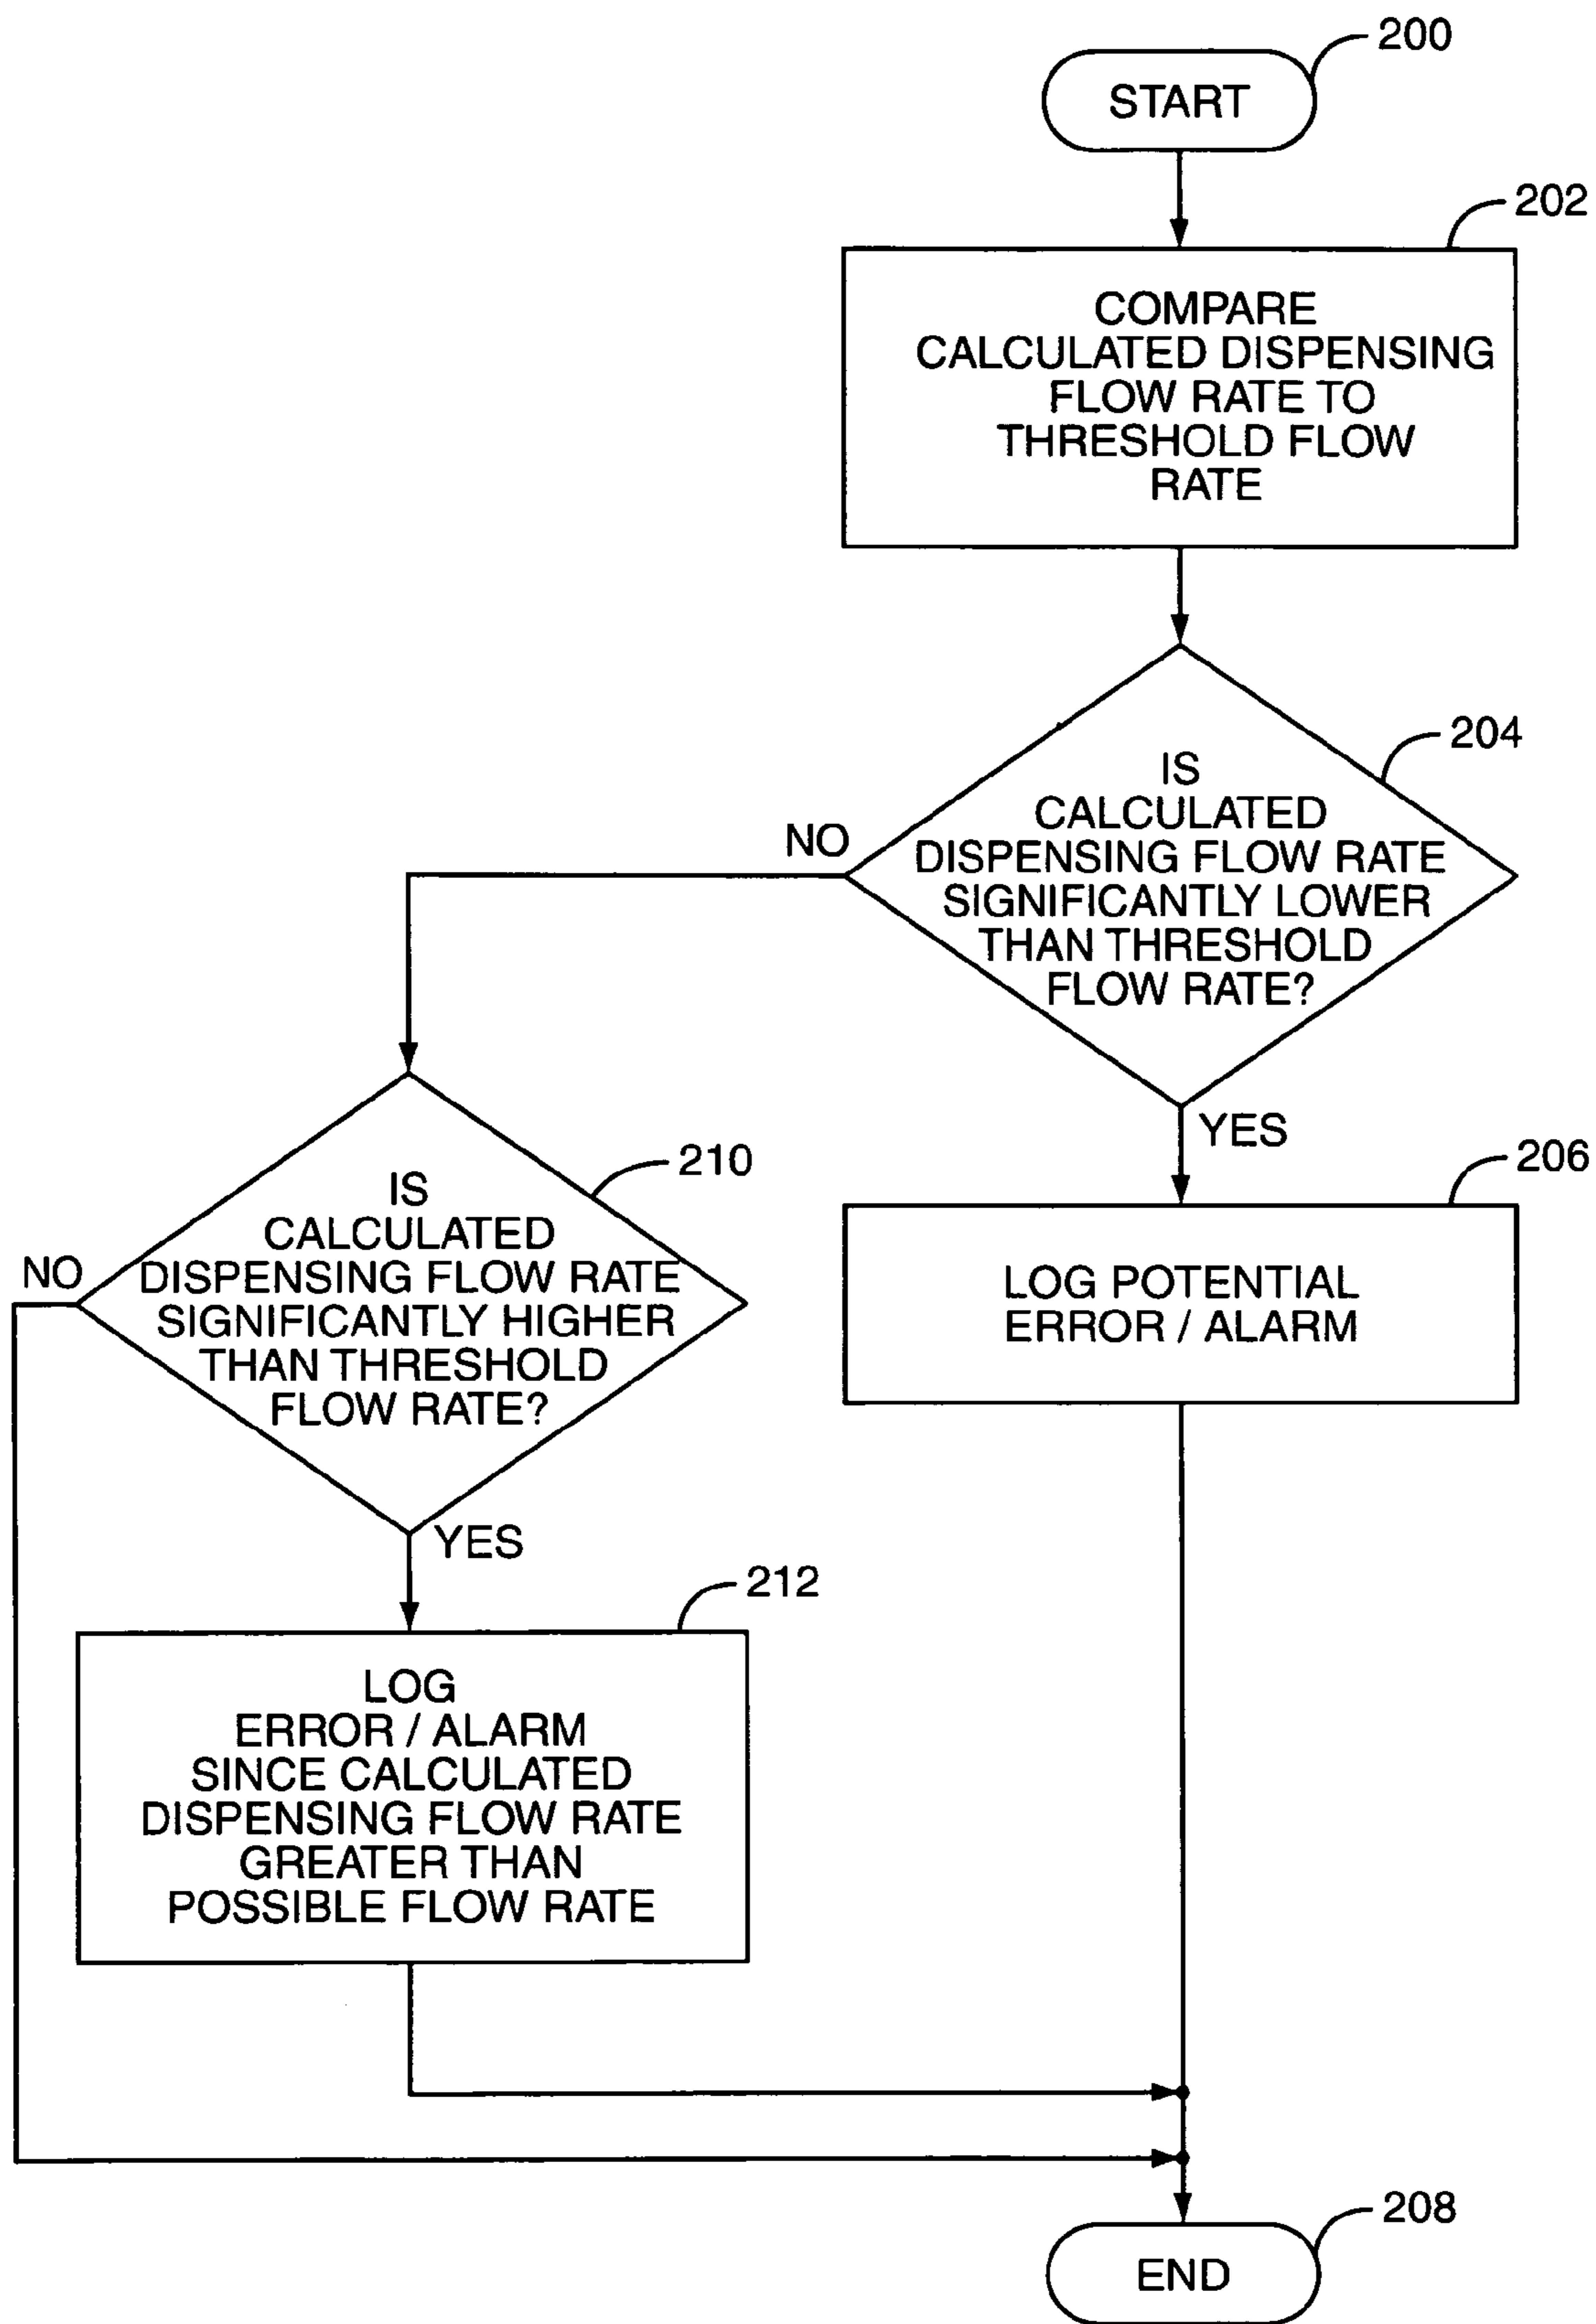 200
START
202
COMPARE
CALCULATED DISPENSING
FLOW RATE TO
THRESHOLD FLOW
RATE
204
IS
CALCULATED
DISPENSING FLOW RATE
SIGNIFICANTLY LOWER
THAN THRESHOLD
FLOW RATE?
NO
YES
206
LOG POTENTIAL
ERROR / ALARM
210
IS
CALCULATED
DISPENSING FLOW RATE
SIGNIFICANTLY HIGHER
THAN THRESHOLD
FLOW RATE?
NO
YES
212
LOG
ERROR / ALARM
SINCE CALCULATED
DISPENSING FLOW RATE
GREATER THAN
POSSIBLE FLOW RATE
208
END